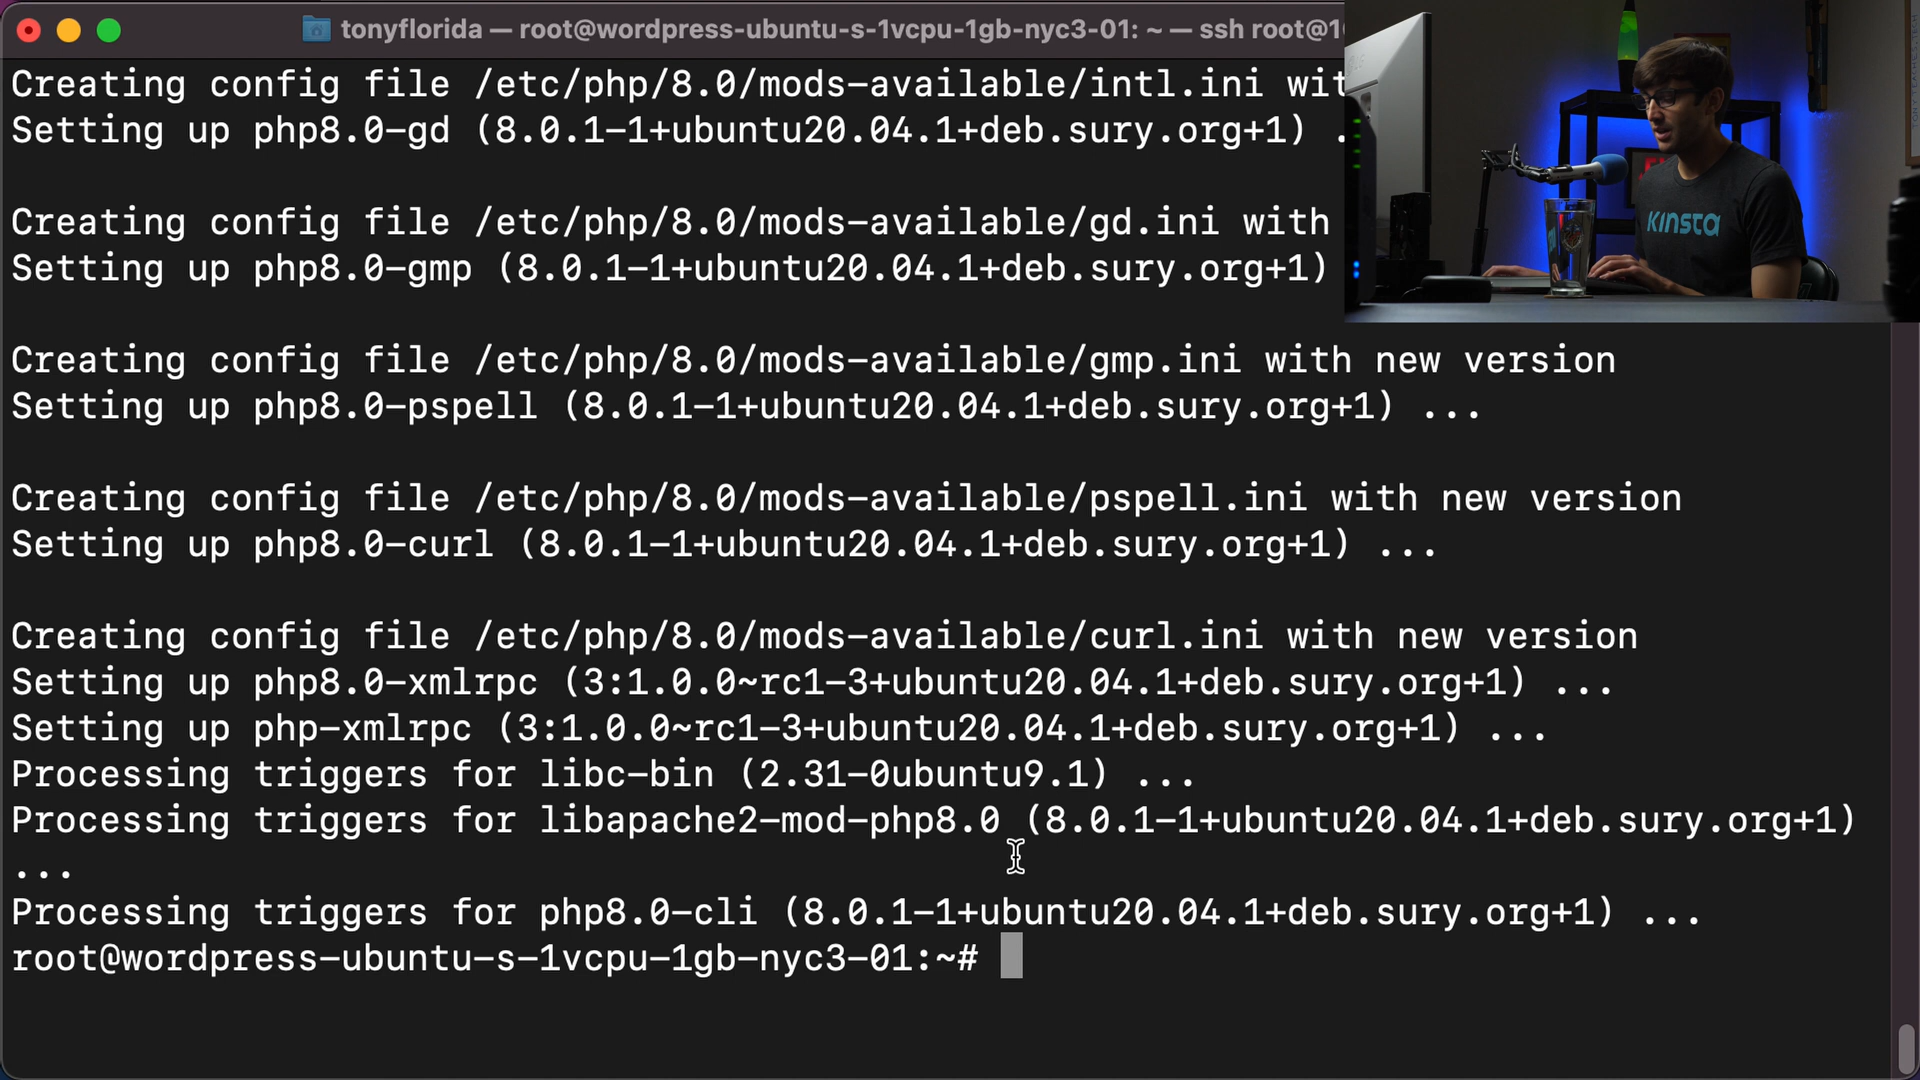 tonyflorida — root@wordpress-ubuntu-s-1vcpu-1gb-nyc3-01: ~ — ssh root@1
Creating config file /etc/php/8.0/mods-available/intl.ini wit
Setting up php8.0-gd (8.0.1-1+ubuntu20.04.1+deb.sury.org+1) .
Creating config file /etc/php/8.0/mods-available/gd.ini with
Setting up php8.0-gmp (8.0.1-1+ubuntu20.04.1+deb.sury.org+1)
KINSTA
Creating config file /etc/php/8.0/mods-available/gmp.ini with new version
Setting up php8.0-pspell (8.0.1-1+ubuntu20.04.1+deb.sury.org+1) ...
Creating config file /etc/php/8.0/mods-available/pspell.ini with new version
Setting up php8.0-curl (8.0.1-1+ubuntu20.04.1+deb.sury.org+1) ...
Creating config file /etc/php/8.0/mods-available/curl.ini with new version
Setting up php8.0-xmlrpc (3:1.0.0~rc1-3+ubuntu20.04.1+deb.sury.org+1) ...
Setting up php-xmlrpc (3:1.0.0~rc1-3+ubuntu20.04.1+deb.sury.org+1) ...
Processing triggers for libc-bin (2.31-0ubuntu9.1) ...
Processing triggers for libapache2-mod-php8.0 (8.0.1-1+ubuntu20.04.1+deb.sury.org+1)
...
Processing triggers for php8.0-cli (8.0.1-1+ubuntu20.04.1+deb.sury.org+1) ...
root@wordpress-ubuntu-s-1vcpu-1gb-nyc3-01:~#